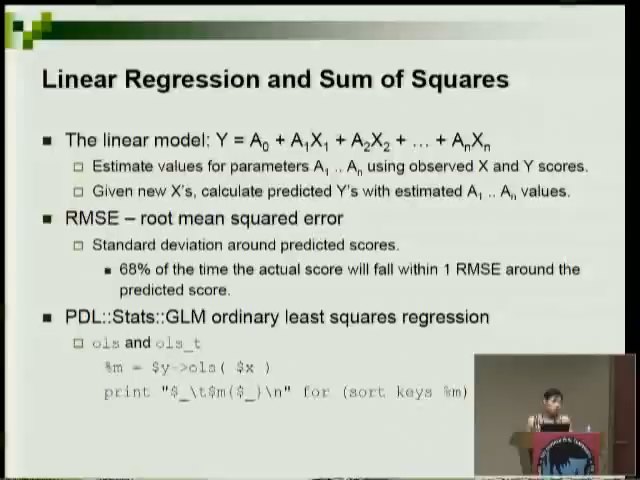 Linear Regression and Sum of Squares
The linear model: Y = A0 + A1X1 + A2X2 + … + AnXn
Estimate values for parameters A1 .. An using observed X and Y scores.
Given new X's, calculate predicted Y's with estimated A1 .. An values.
RMSE – root mean squared error
Standard deviation around predicted scores.
68% of the time the actual score will fall within 1 RMSE around the
predicted score.
PDL::Stats::GLM ordinary least squares regression
ols and ols_t
%m = $y->ols( $x )
print "$_\t$m{$_}\n" for (sort keys %m)